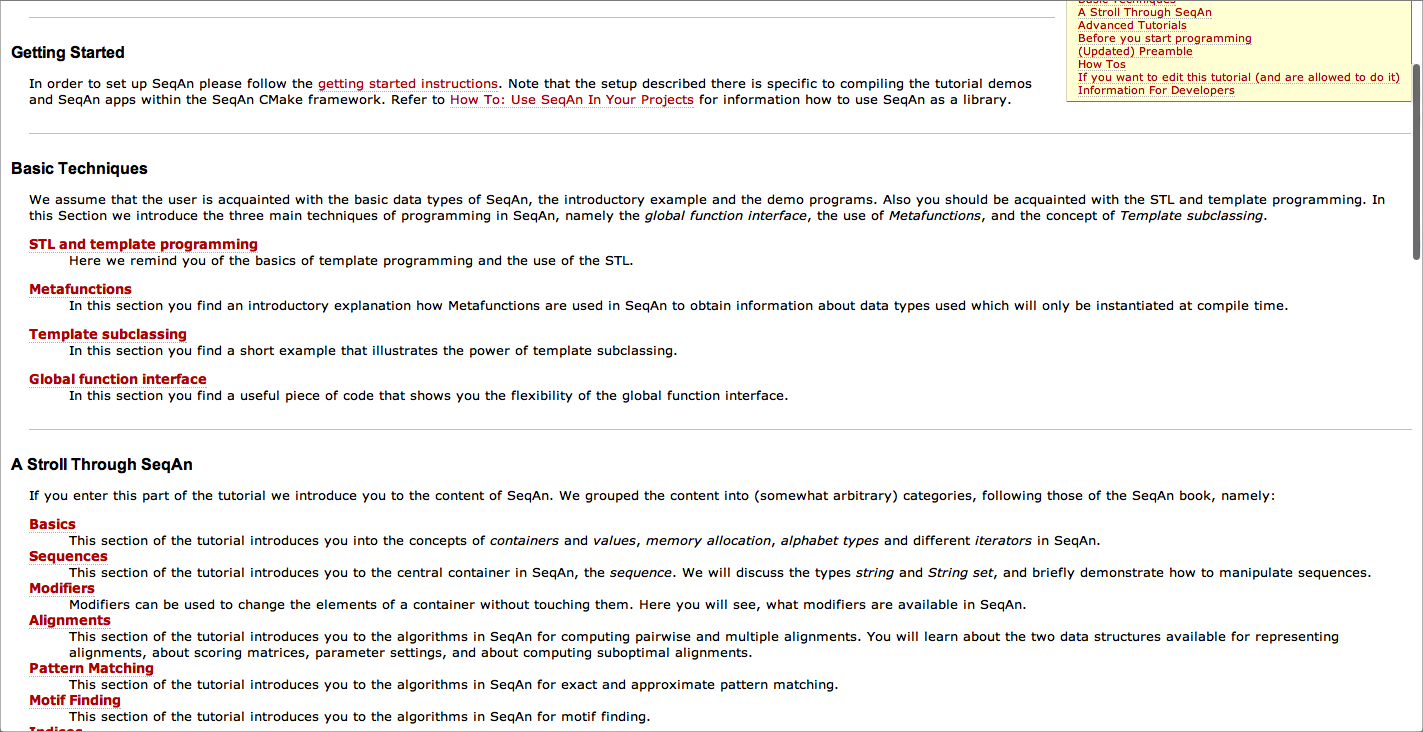 Basic Techniques
A Stroll Through SeqAn
Advanced Tutorials
Before you start programming
(Updated) Preamble
How Tos
If you want to edit this tutorial (and are allowed to do it)
Information For Developers
Getting Started
In order to set up SeqAn please follow the getting started instructions. Note that the setup described there is specific to compiling the tutorial demos
and SeqAn apps within the SeqAn CMake framework. Refer to How To: Use SeqAn In Your Projects for information how to use SeqAn as a library.
Basic Techniques
We assume that the user is acquainted with the basic data types of SeqAn, the introductory example and the demo programs. Also you should be acquainted with the STL and template programming. In
this Section we introduce the three main techniques of programming in SeqAn, namely the global function interface, the use of Metafunctions, and the concept of Template subclassing.
STL and template programming
Here we remind you of the basics of template programming and the use of the STL.
Metafunctions
In this section you find an introductory explanation how Metafunctions are used in SeqAn to obtain information about data types used which will only be instantiated at compile time.
Template subclassing
In this section you find a short example that illustrates the power of template subclassing.
Global function interface
In this section you find a useful piece of code that shows you the flexibility of the global function interface.
A Stroll Through SeqAn
If you enter this part of the tutorial we introduce you to the content of SeqAn. We grouped the content into (somewhat arbitrary) categories, following those of the SeqAn book, namely:
Basics
This section of the tutorial introduces you into the concepts of containers and values, memory allocation, alphabet types and different iterators in SeqAn.
Sequences
This section of the tutorial introduces you to the central container in SeqAn, the sequence. We will discuss the types string and String set, and briefly demonstrate how to manipulate sequences.
Modifiers
Modifiers can be used to change the elements of a container without touching them. Here you will see, what modifiers are available in SeqAn.
Alignments
This section of the tutorial introduces you to the algorithms in SeqAn for computing pairwise and multiple alignments. You will learn about the two data structures available for representing
alignments, about scoring matrices, parameter settings, and about computing suboptimal alignments.
Pattern Matching
This section of the tutorial introduces you to the algorithms in SeqAn for exact and approximate pattern matching.
Motif Finding
This section of the tutorial introduces you to the algorithms in SeqAn for motif finding.
Indices